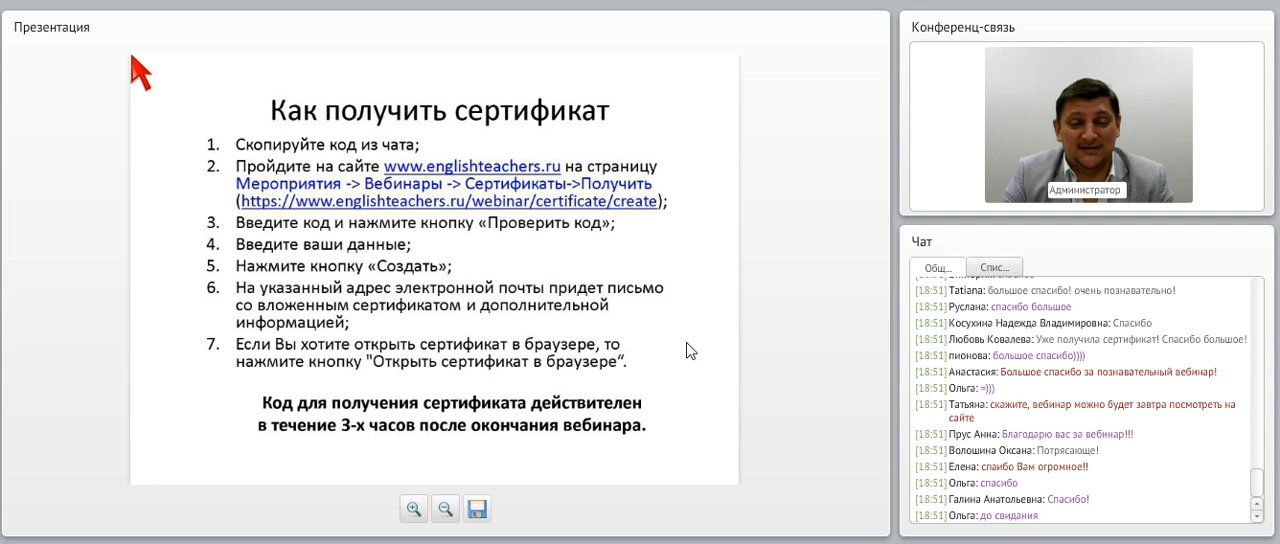 Презентация
Как получить сертификат
1. Скопируйте код из чата;
2. Пройдите на сайте www.englishteachers.ru на страницу
Мероприятия -> Вебинары -> Сертификаты->Получить
(https://www.englishteachers.ru/webinar/certificate/create);
3. Введите код и нажмите кнопку «Проверить код»;
4. Введите ваши данные;
5. Нажмите кнопку «Создать»;
6. На указанный адрес электронной почты придет письмо
со вложенным сертификатом и дополнительной
информацией;
7. Если Вы хотите открыть сертификат в браузере, то
нажмите кнопку "Открыть сертификат в браузере“.
Код для получения сертификата действителен
в течение 3-х часов после окончания вебинара.
Конференц-связь
Администратор
Чат
Общ... Спис...
[18:51] Tatiana: большое спасибо! очень познавательно!
[18:51] Руслана: спасибо большое
[18:51] Косухина Надежда Владимировна: Спасибо
[18:51] Любовь Ковалева: Уже получила сертификат! Спасибо большое!
[18:51] пионова: большое спасибо))))
[18:51] Анастасия: Большое спасибо за познавательный вебинар!
[18:51] Ольга: =)))
[18:51] Татьяна: скажите, вебинар можно будет завтра посмотреть на
сайте
[18:51] Прус Анна: Благодарю вас за вебинар!!!
[18:51] Волошина Оксана: Потрясающе!
[18:51] Елена: спаибо Вам огромное!!
[18:51] Ольга: спасибо
[18:51] Галина Анатольевна: Спасибо!
[18:51] Ольга: до свидания